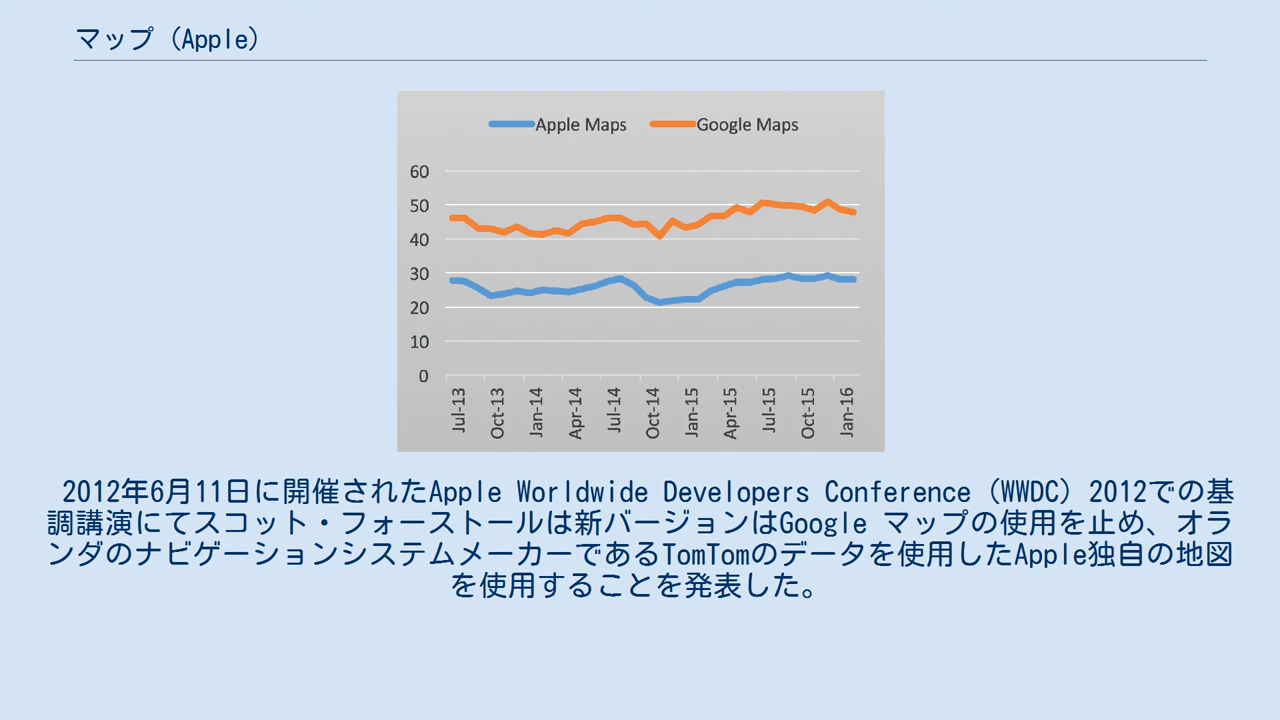 マップ（Apple）
Apple Maps
Google Maps
60
50
40
30
20
10
0
Jul-13
Oct-13
Jan-14
Apr-14
Jul-14
Oct-14
Jan-15
Apr-15
Jul-15
Oct-15
Jan-16
2012年6月11日に開催されたApple Worldwide Developers Conference（WWDC）2012での基
調講演にてスコット・フォーストールは新バージョンはGoogle マップの使用を止め、オラ
ンダのナビゲーションシステムメーカーであるTomTomのデータを使用したApple独自の地図
を使用することを発表した。